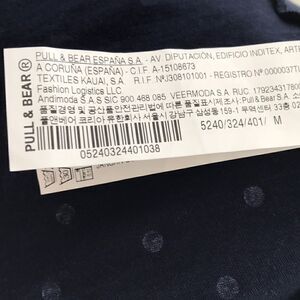 PULL & BEAR®
PULL & BEAR ESPAÑA S.A. - AV. DIPUTACIÓN, EDIFICIO INDITEX, ARTE
A CORUÑA (ESPAÑA) - C.I.F. A-15108673
TEXTILES KAUAI, S.A R.I.F. Nº:J308101001 - REGISTRO Nº:0000037
Fashion Logistics LLC
Andimoda S.A S/C 900 468 085 VEERMODA S.A. RUC: 179234317800
품질경영 및 공산품안전관리법에 따른 품질표시제조사:Pull&Bear S.A.
풀앤베어 코리아 유한회사 서울시 강남구 삼성동 159-1
5240/324/401/ M
05240324401038